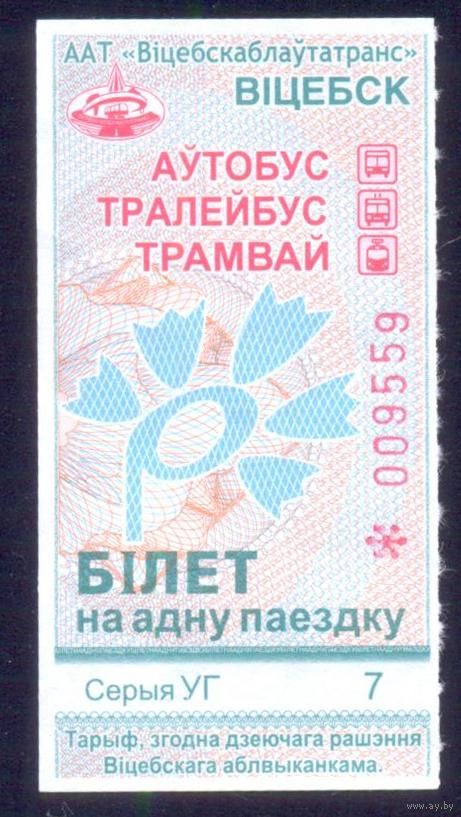 ААТ «Віцебскаблаўтатранс»
ВІЦЕБСК
АЎТОБУС
ТРАЛЕЙБУС
ТРАМВАЙ
009559
БІЛЕТ
на адну паездку
Серыя УГ 7
Тарыф, згодна дзеючага рашэння
Віцебскага аблвыканкама.
www.ay.by